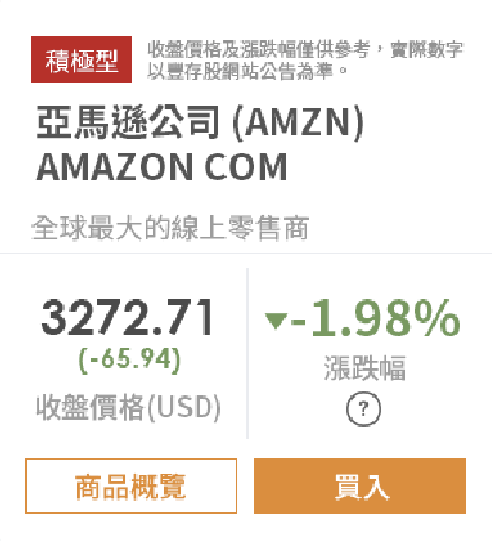 積極型
收盤價格及漲跌幅僅供參考，實際數字
以豐存股網站公告為準。
亞馬遜公司 (AMZN)
AMAZON COM
全球最大的線上零售商
3272.71
(-65.94)
收盤價格(USD)
▼-1.98%
漲跌幅
?
商品概覽
買入